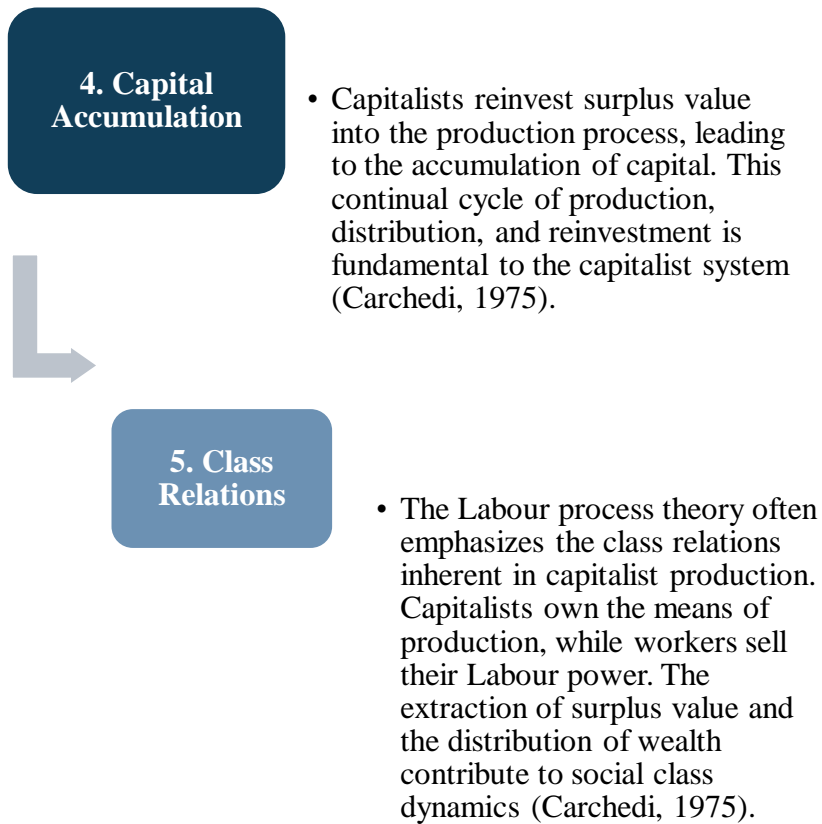 4. Capital
Accumulation
• Capitalists reinvest surplus value
into the production process, leading
to the accumulation of capital. This
continual cycle of production,
distribution, and reinvestment is
fundamental to the capitalist system
(Carchedi, 1975).
5. Class
Relations
• The Labour process theory often
emphasizes the class relations
inherent in capitalist production.
Capitalists own the means of
production, while workers sell
their Labour power. The
extraction of surplus value and
the distribution of wealth
contribute to social class
dynamics (Carchedi, 1975).